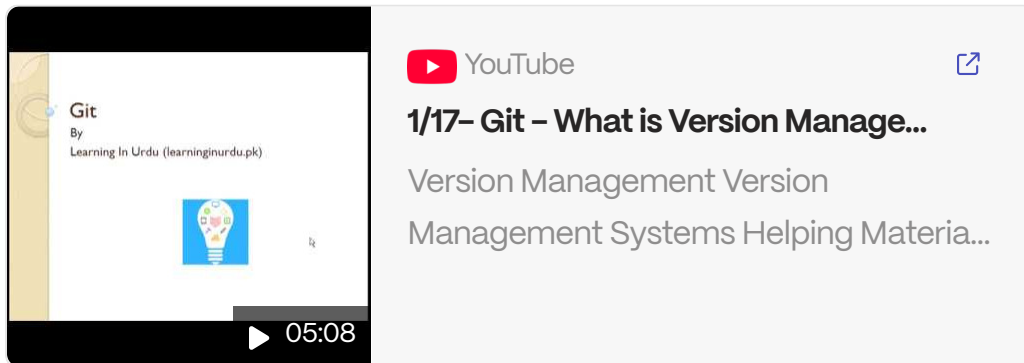 Git
By
Learning In Urdu (learninginurdu.pk)
05:08
YouTube
1/17– Git – What is Version Manage...
Version Management Version
Management Systems Helping Materia...